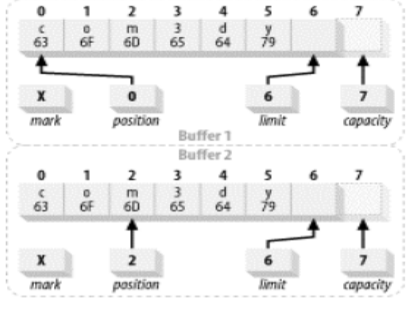 0 1 2 3 4 5 6 7
c o m 3 d y
63 6F 6D 65 64 79
X 0 6 7
mark position limit capacity
Buffer 1
Buffer 2
0 1 2 3 4 5 6 7
c o m 3 d y
63 6F 6D 65 64 79
X 2 6 7
mark position limit capacity